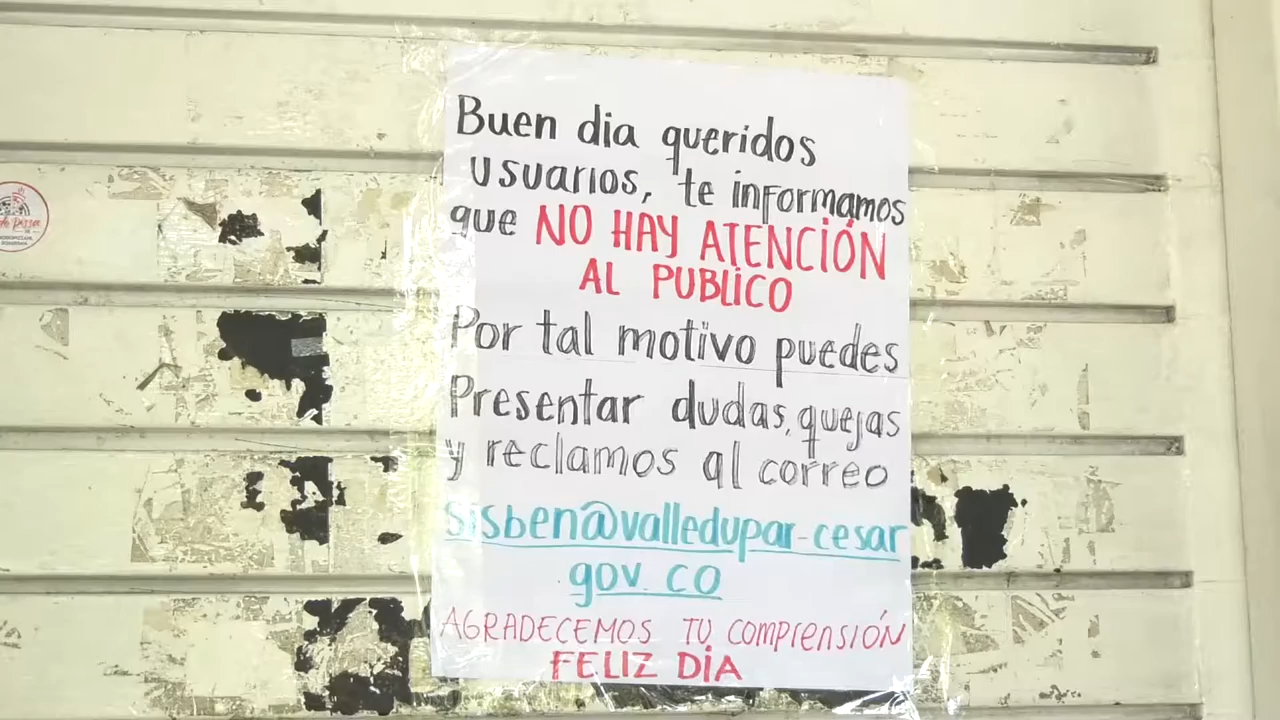 Buen dia queridos
usuarios, te informamos
que NO HAY ATENCIÓN
AL PUBLICO
Por tal motivo puedes
Presentar dudas, quejas
y reclamos al correo
sisben@valledupar-cesar
gov.co
AGRADECEMOS TU COMPRENSIÓN
FELIZ DIA